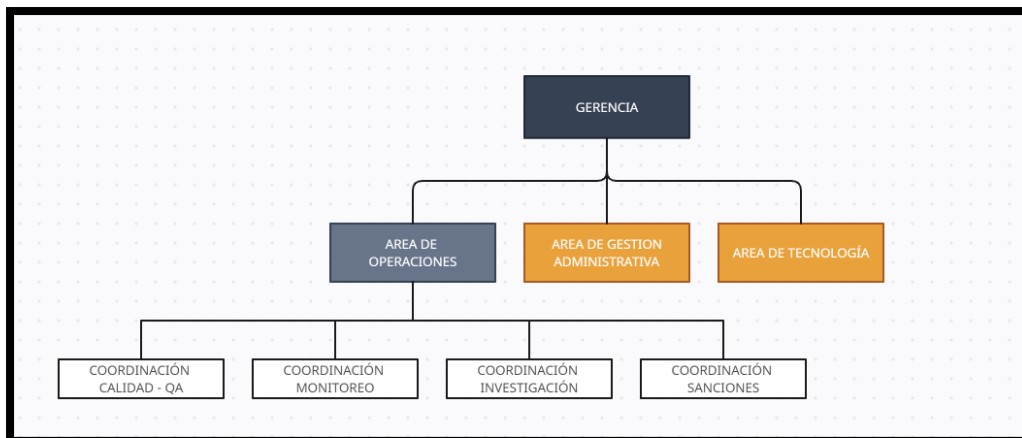 GERENCIA
AREA DE
OPERACIONES
AREA DE GESTION
ADMINISTRATIVA
AREA DE TECNOLOGÍA
COORDINACIÓN
CALIDAD - QA
COORDINACIÓN
MONITOREO
COORDINACIÓN
INVESTIGACIÓN
COORDINACIÓN
SANCIONES